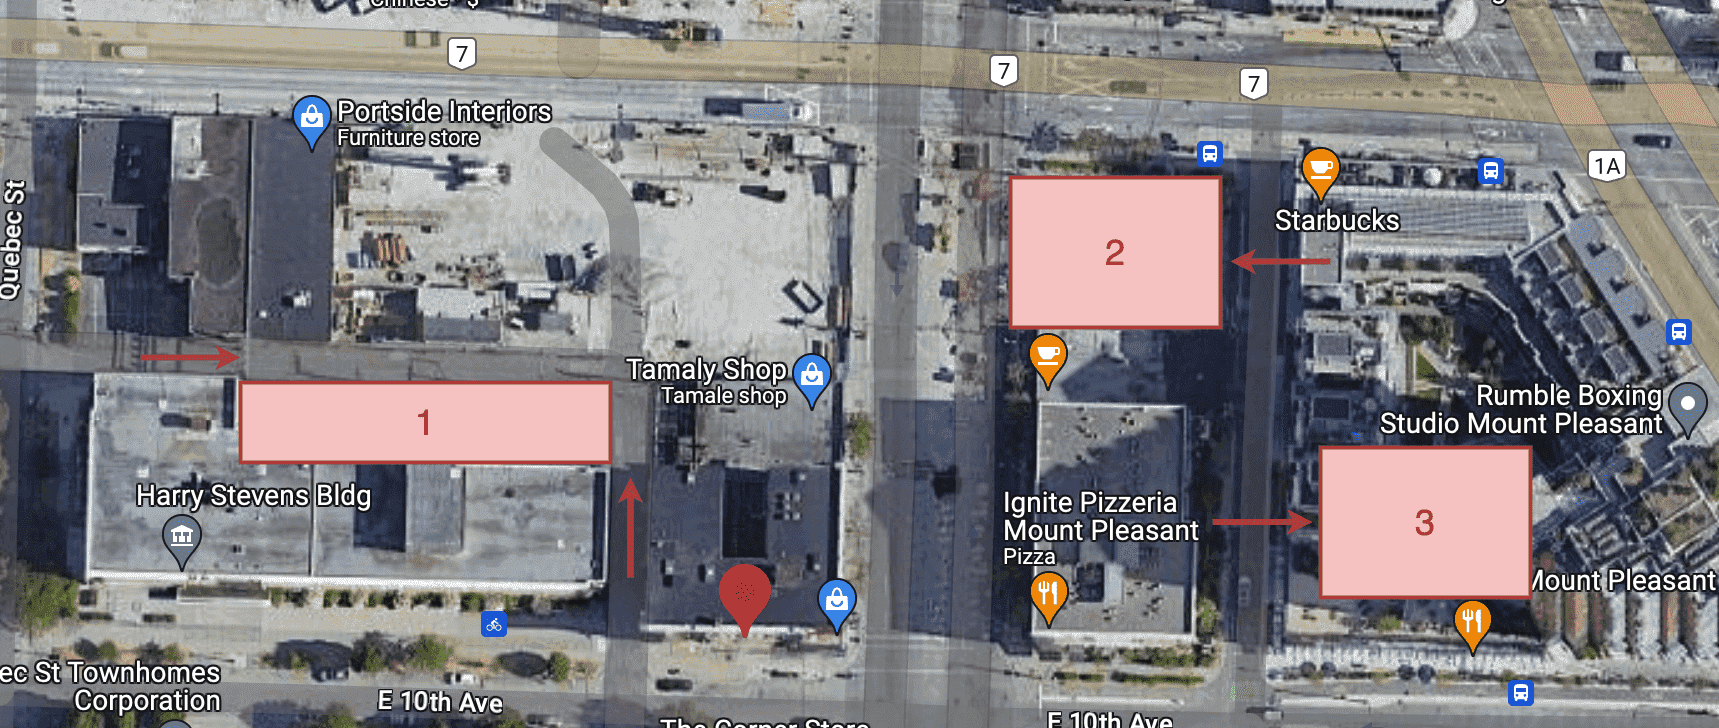 Chinese · $
7
7
7
Portside Interiors
Furniture store
1A
Quebec St
Starbucks
2
Tamaly Shop
Tamale shop
1
Rumble Boxing
Studio Mount Pleasant
Harry Stevens Bldg
Ignite Pizzeria
Mount Pleasant
Pizza
3
Mount Pleasant
ec St Townhomes
Corporation
E 10th Ave
The Corner Store
E 10th Ave